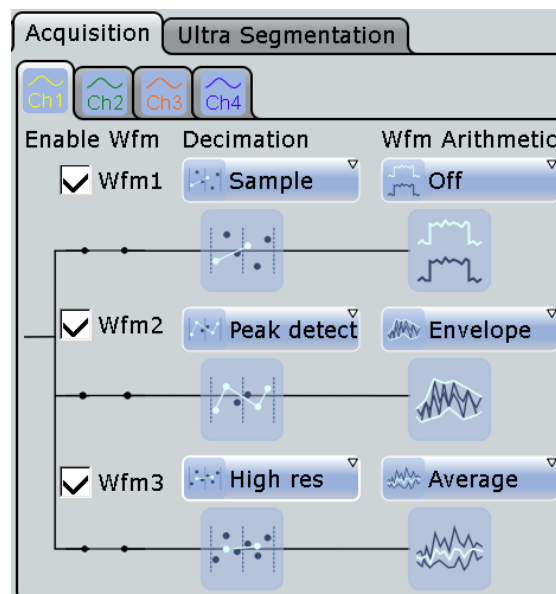 Acquisition Ultra Segmentation
Ch1 Ch2 Ch3 Ch4
Enable Wfm Decimation Wfm Arithmetic
Wfm1 Sample Off
Wfm2 Peak detect Envelope
Wfm3 High res Average